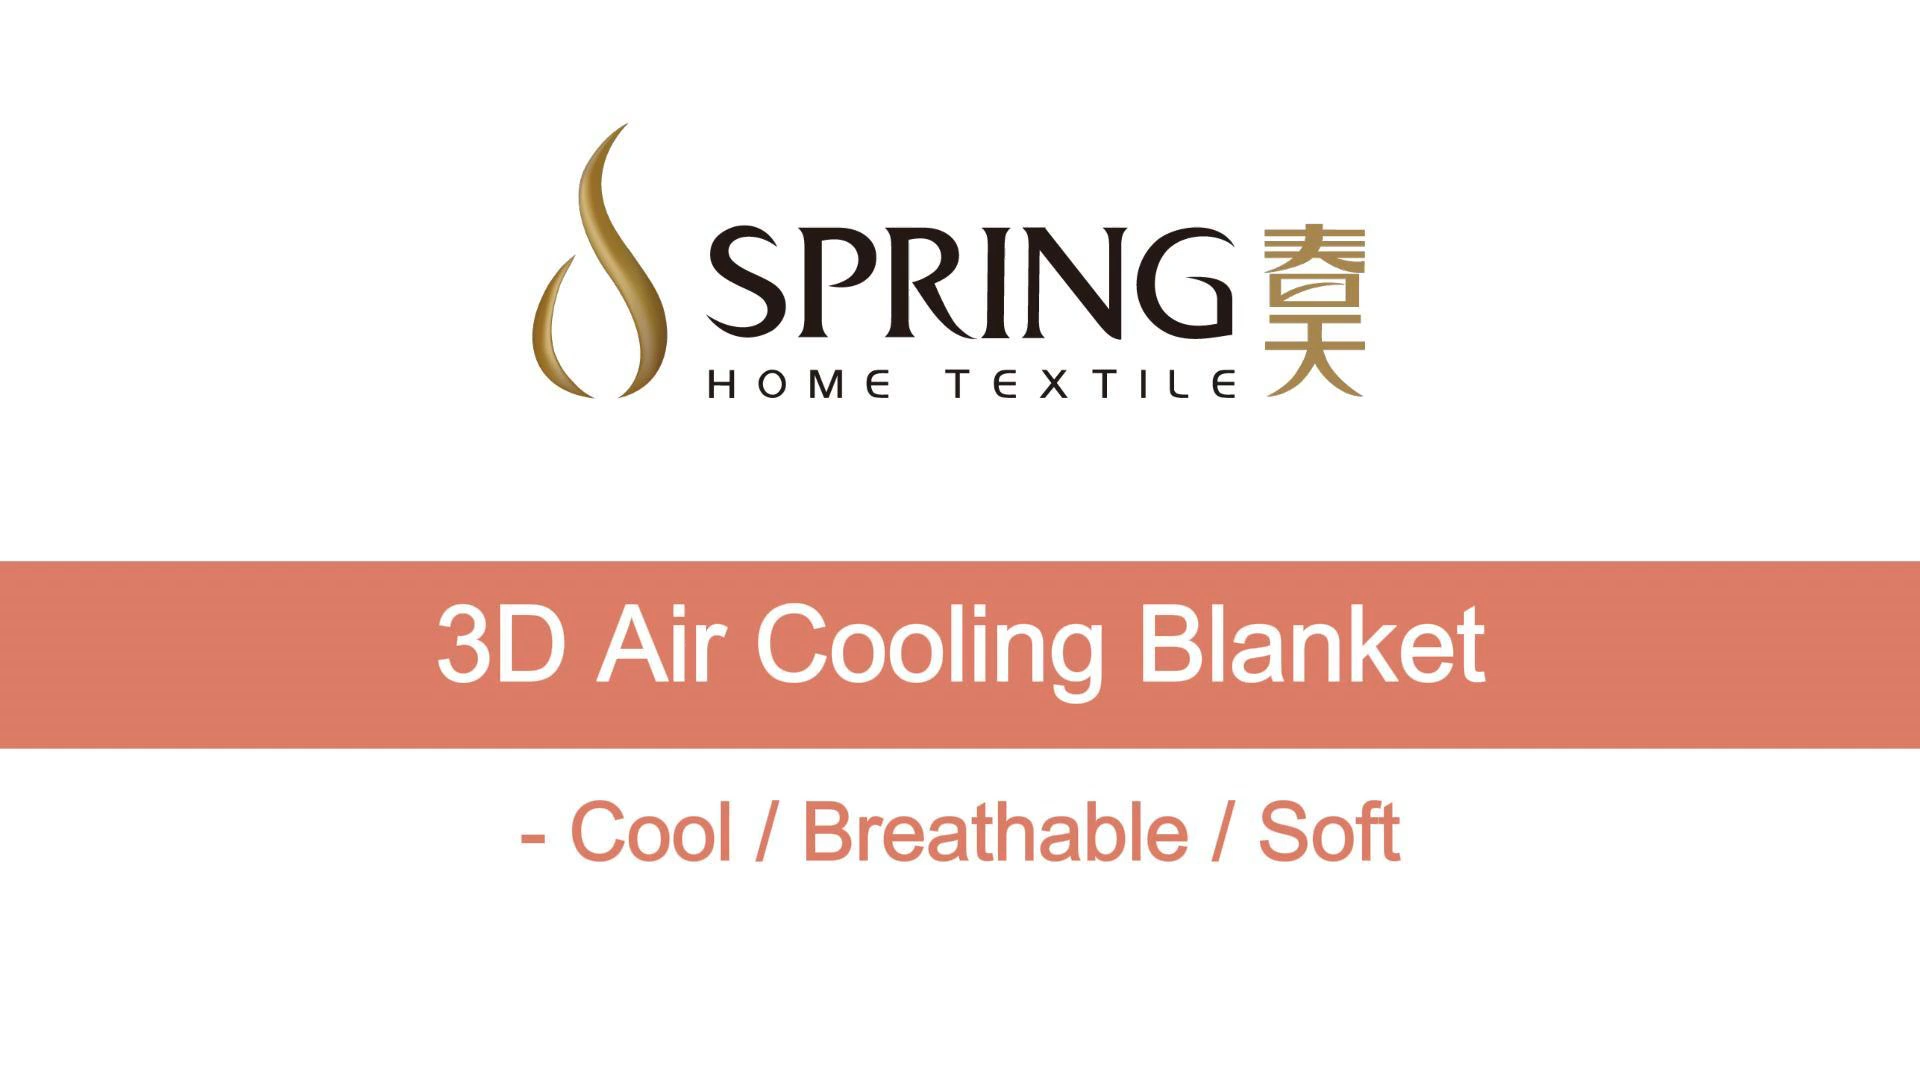 SPRING
HOME TEXTILE
春天
3D Air Cooling Blanket
- Cool / Breathable / Soft